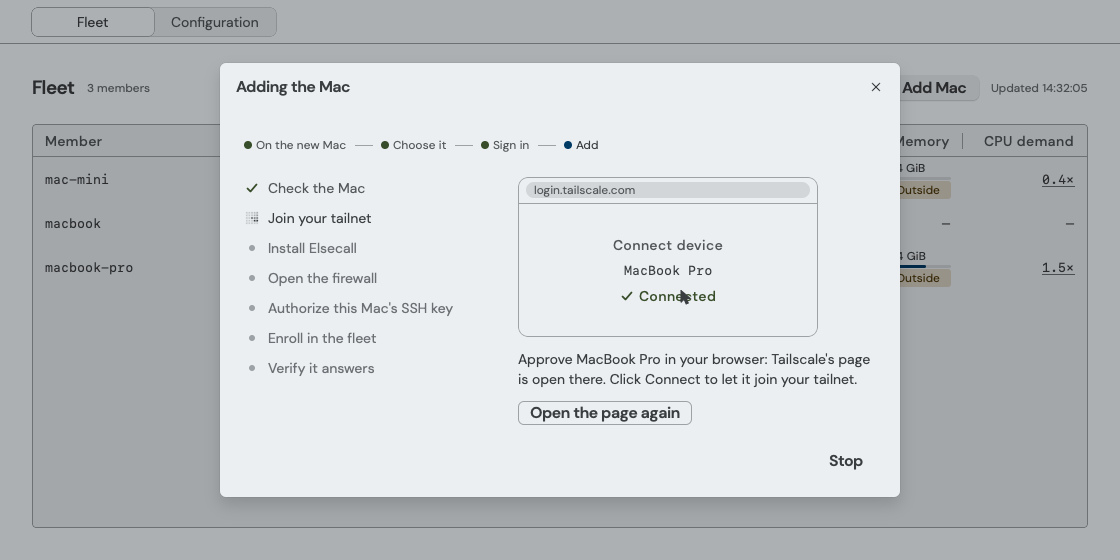 Fleet Configuration
Fleet 3 members
Add Mac Updated 14:32:05
Member Memory CPU demand
mac-mini GiB 0.4×
Outside
macbook — —
macbook-pro GiB 1.5×
Outside
Adding the Mac ×
On the new Mac Choose it Sign in Add
Check the Mac
Join your tailnet
Install Elsecall
Open the firewall
Authorize this Mac's SSH key
Enroll in the fleet
Verify it answers
login.tailscale.com
Connect device
MacBook Pro
Connected
Approve MacBook Pro in your browser: Tailscale's page
is open there. Click Connect to let it join your tailnet.
Open the page again
Stop